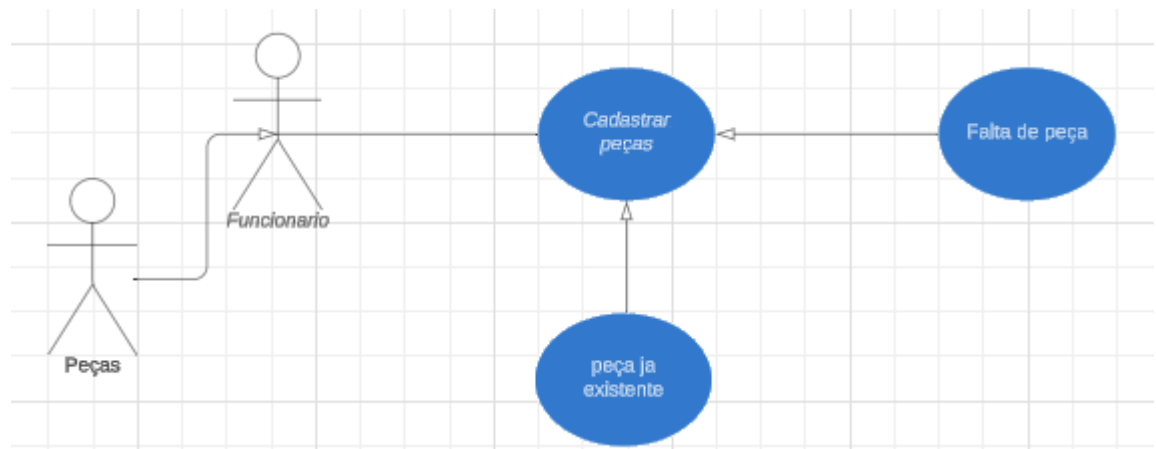 Cadastrar
peças
Falta de peça
Funcionario
Peças
peça ja
existente